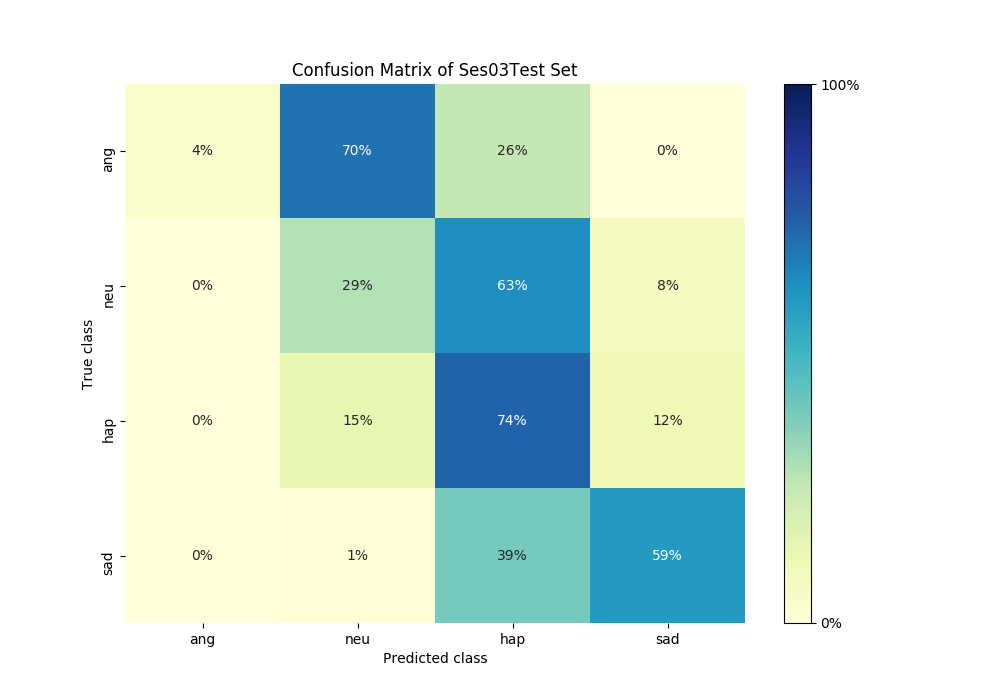 Confusion Matrix of Ses03Test Set
100%
ang 4% 70% 26% 0%
neu 0% 29% 63% 8%
True class
hap 0% 15% 74% 12%
sad 0% 1% 39% 59%
0%
ang neu hap sad
Predicted class